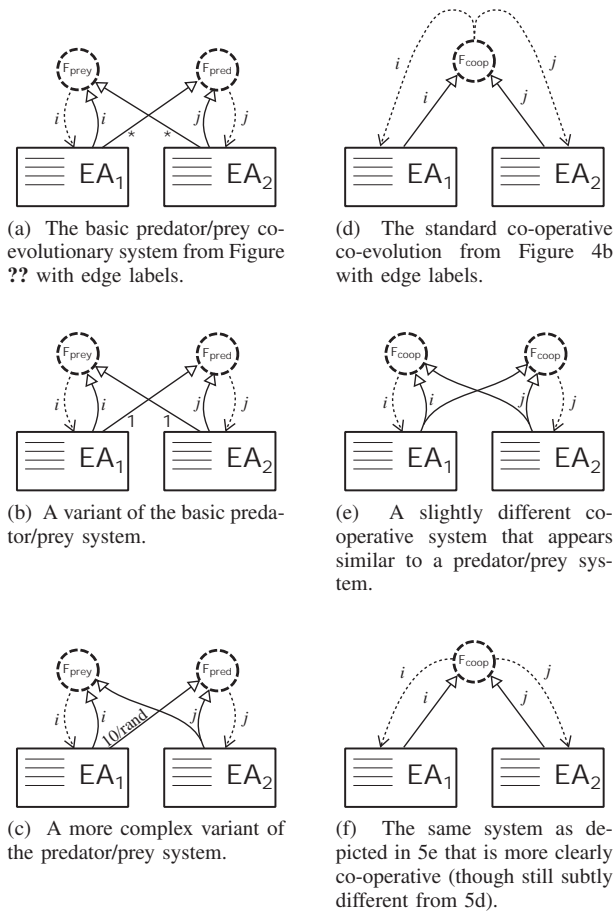 F_prey F_pred
i i j j
* *
EA₁ EA₂
(a) The basic predator/prey co-
evolutionary system from Figure
?? with edge labels.
F_prey F_pred
i i j j
1 1
EA₁ EA₂
(b) A variant of the basic preda-
tor/prey system.
F_prey F_pred
i i 10/rand j j
EA₁ EA₂
(c) A more complex variant of
the predator/prey system.
F_coop
i i j j
EA₁ EA₂
(d) The standard co-operative
co-evolution from Figure 4b
with edge labels.
F_coop F_coop
i i j j
EA₁ EA₂
(e) A slightly different co-
operative system that appears
similar to a predator/prey sys-
tem.
F_coop
i i j j
EA₁ EA₂
(f) The same system as de-
picted in 5e that is more clearly
co-operative (though still subtly
different from 5d).